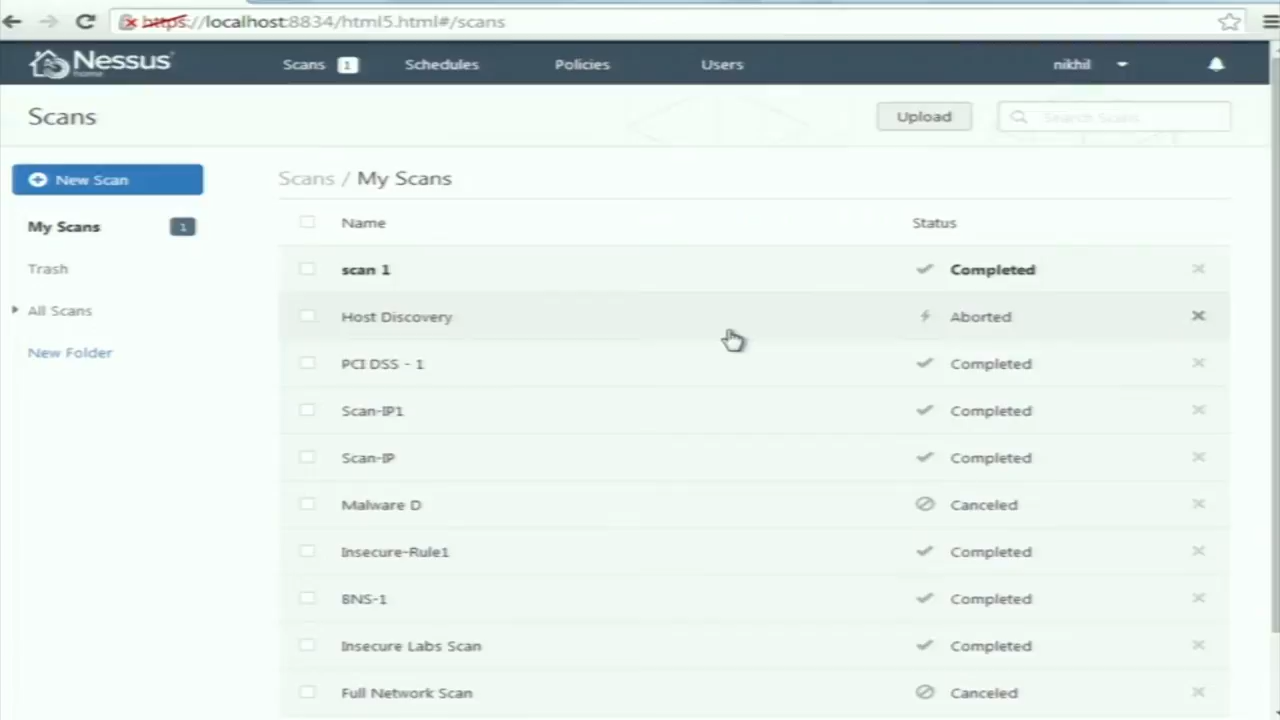 https://localhost:8834/html5.html#/scans
Nessus home Scans 1 Schedules Policies Users nikhil
Scans Upload Search Scans
New Scan Scans / My Scans
My Scans 1 Name Status
Trash scan 1 Completed
All Scans Host Discovery Aborted
New Folder PCI DSS - 1 Completed
Scan-IP1 Completed
Scan-IP Completed
Malware D Canceled
Insecure-Rule1 Completed
BNS-1 Completed
Insecure Labs Scan Completed
Full Network Scan Canceled